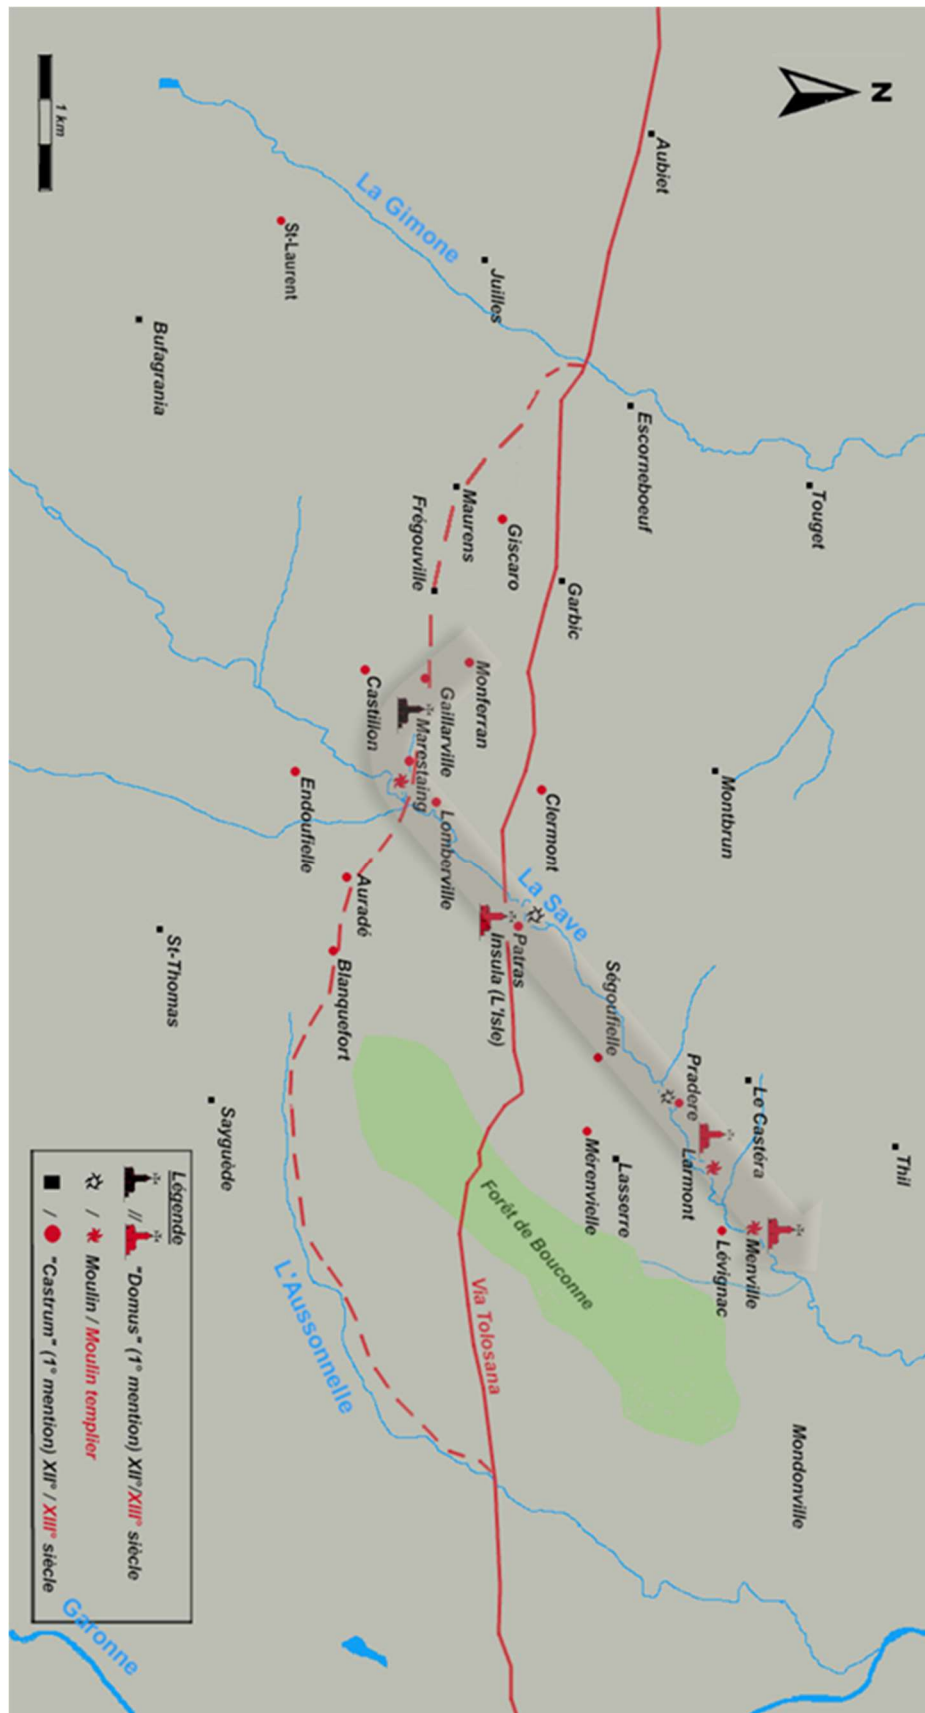 N
1 km
Aubiet
La Gimone
St-Laurent
Juilles
Bufagrania
Escorneboeuf
Touget
Maurens
Frégouville
Giscaro
Garbic
Monferran
Castillon
Gaillarville
Marestaing
Lomberville
Endoufielle
Clermont
Montbrun
La Save
Auradé
Patras
Insula (L'Isle)
Blanquefort
St-Thomas
Ségoufielle
Pradere
Le Castéra
Thil
Larmont
Sayguède
Mérenvielle
Lasserre
Lévignac
Menville
Forêt de Bouconne
Via Tolosana
L'Aussonnelle
Mondonville
Légende
// "Domus" (1° mention) XII°/XIII° siècle
/ Moulin / Moulin templier
/ "Castrum" (1° mention) XII° / XIII° siècle
Garonne